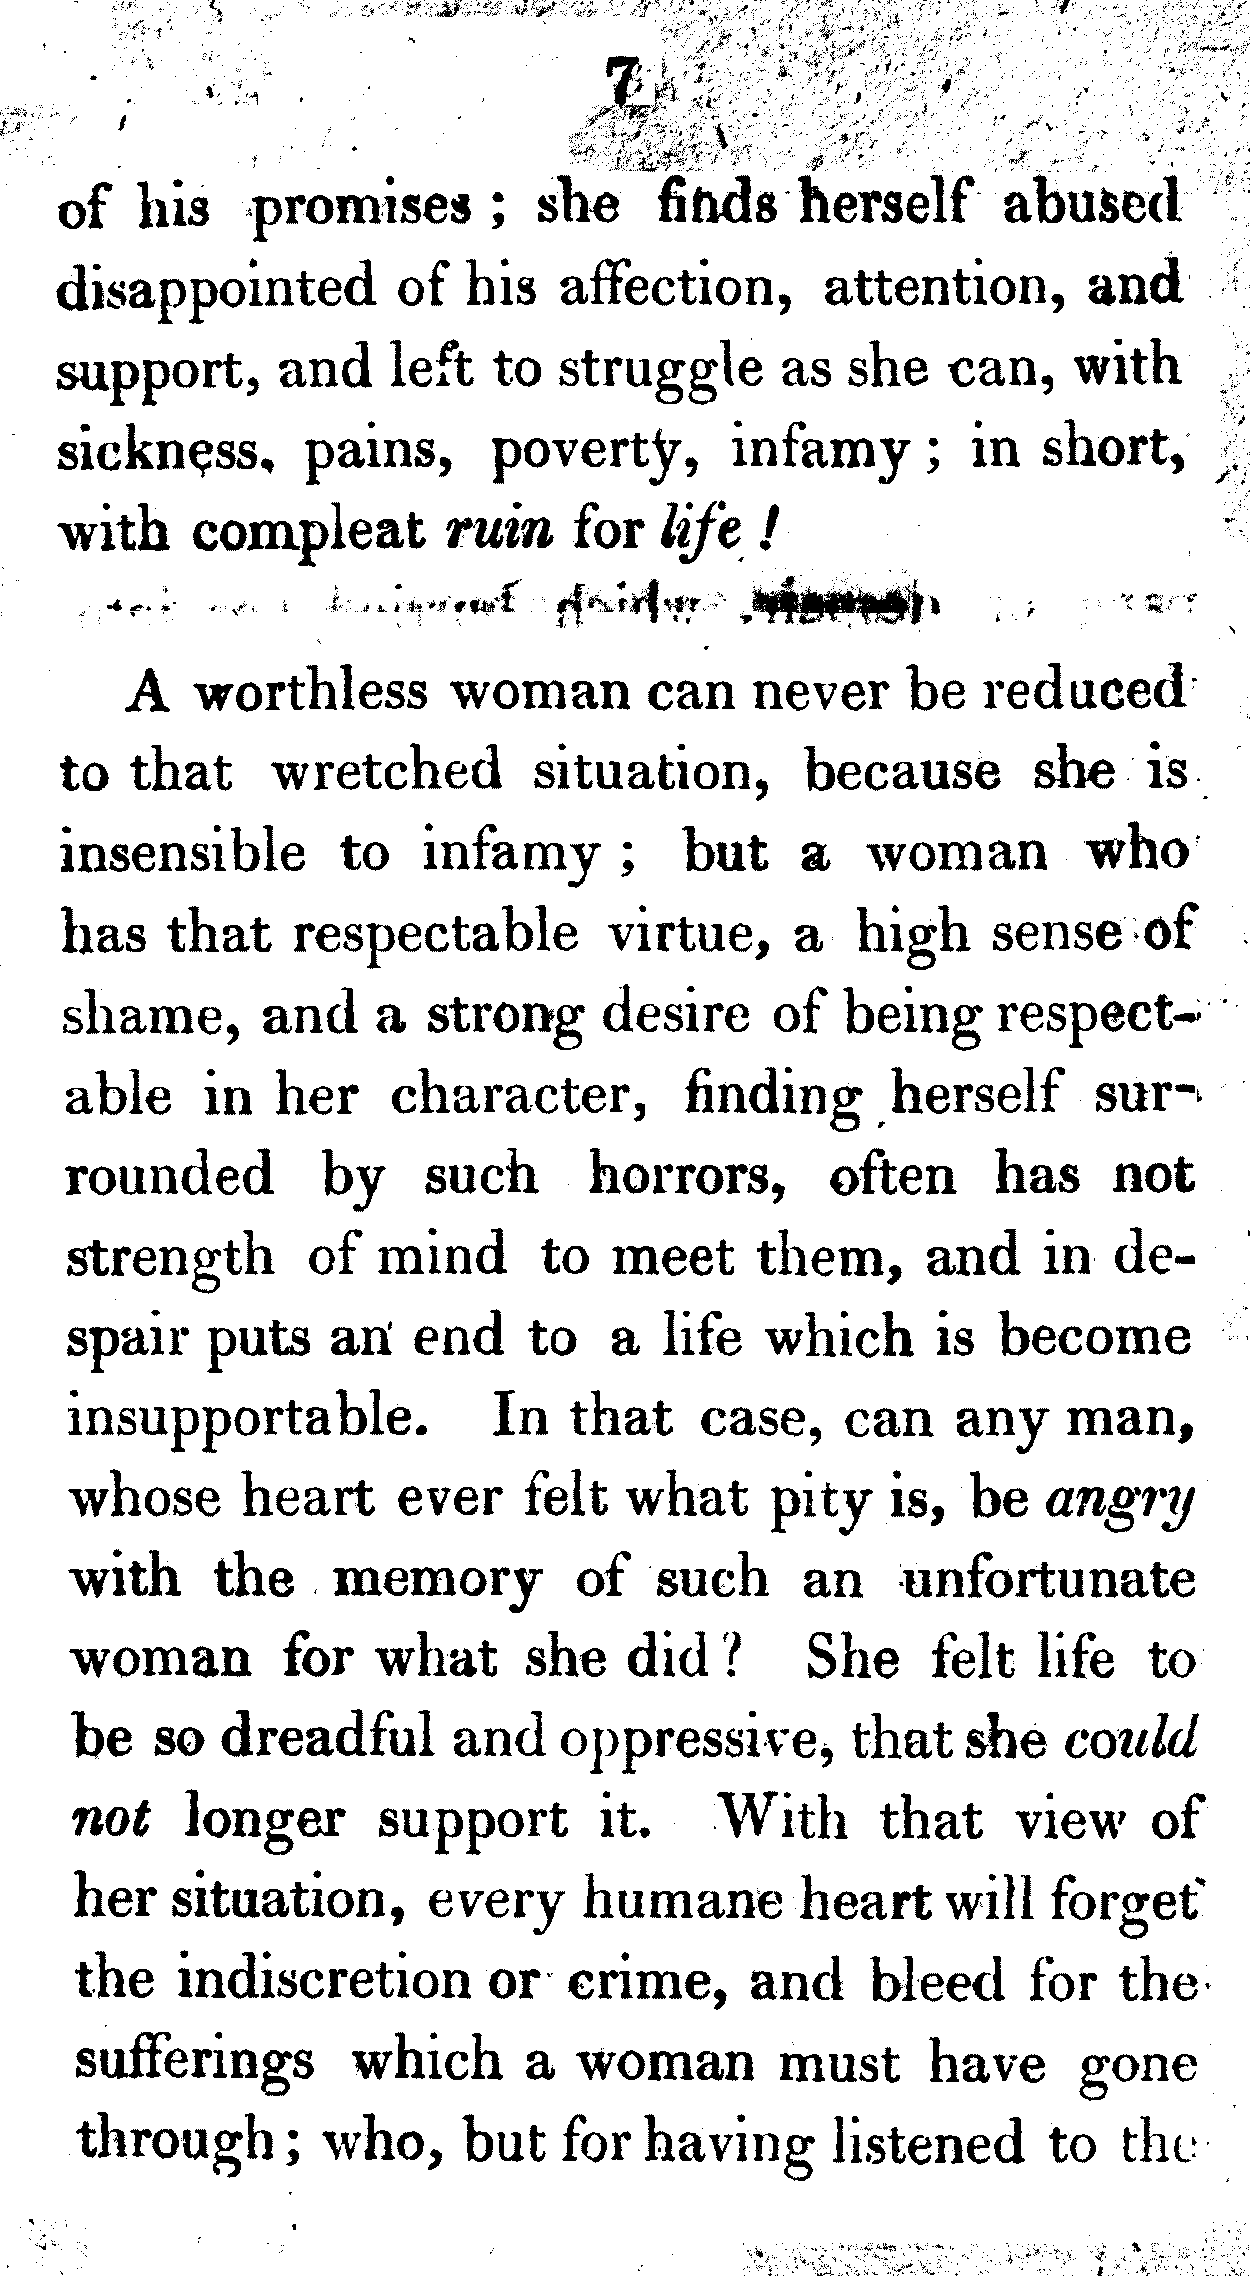 7
of his promises ; she finds herself abused
disappointed of his affection, attention, and
support, and left to struggle as she can, with
sickness, pains, poverty, infamy ; in short,
with compleat ruin for life !
A worthless woman can never be reduced
to that wretched situation, because she is
insensible to infamy ; but a woman who
has that respectable virtue, a high sense of
shame, and a strong desire of being respect-
able in her character, finding herself sur-
rounded by such horrors, often has not
strength of mind to meet them, and in de-
spair puts an end to a life which is become
insupportable. In that case, can any man,
whose heart ever felt what pity is, be angry
with the memory of such an unfortunate
woman for what she did ? She felt life to
be so dreadful and oppressive, that she could
not longer support it. With that view of
her situation, every humane heart will forget
the indiscretion or crime, and bleed for the
sufferings which a woman must have gone
through ; who, but for having listened to the